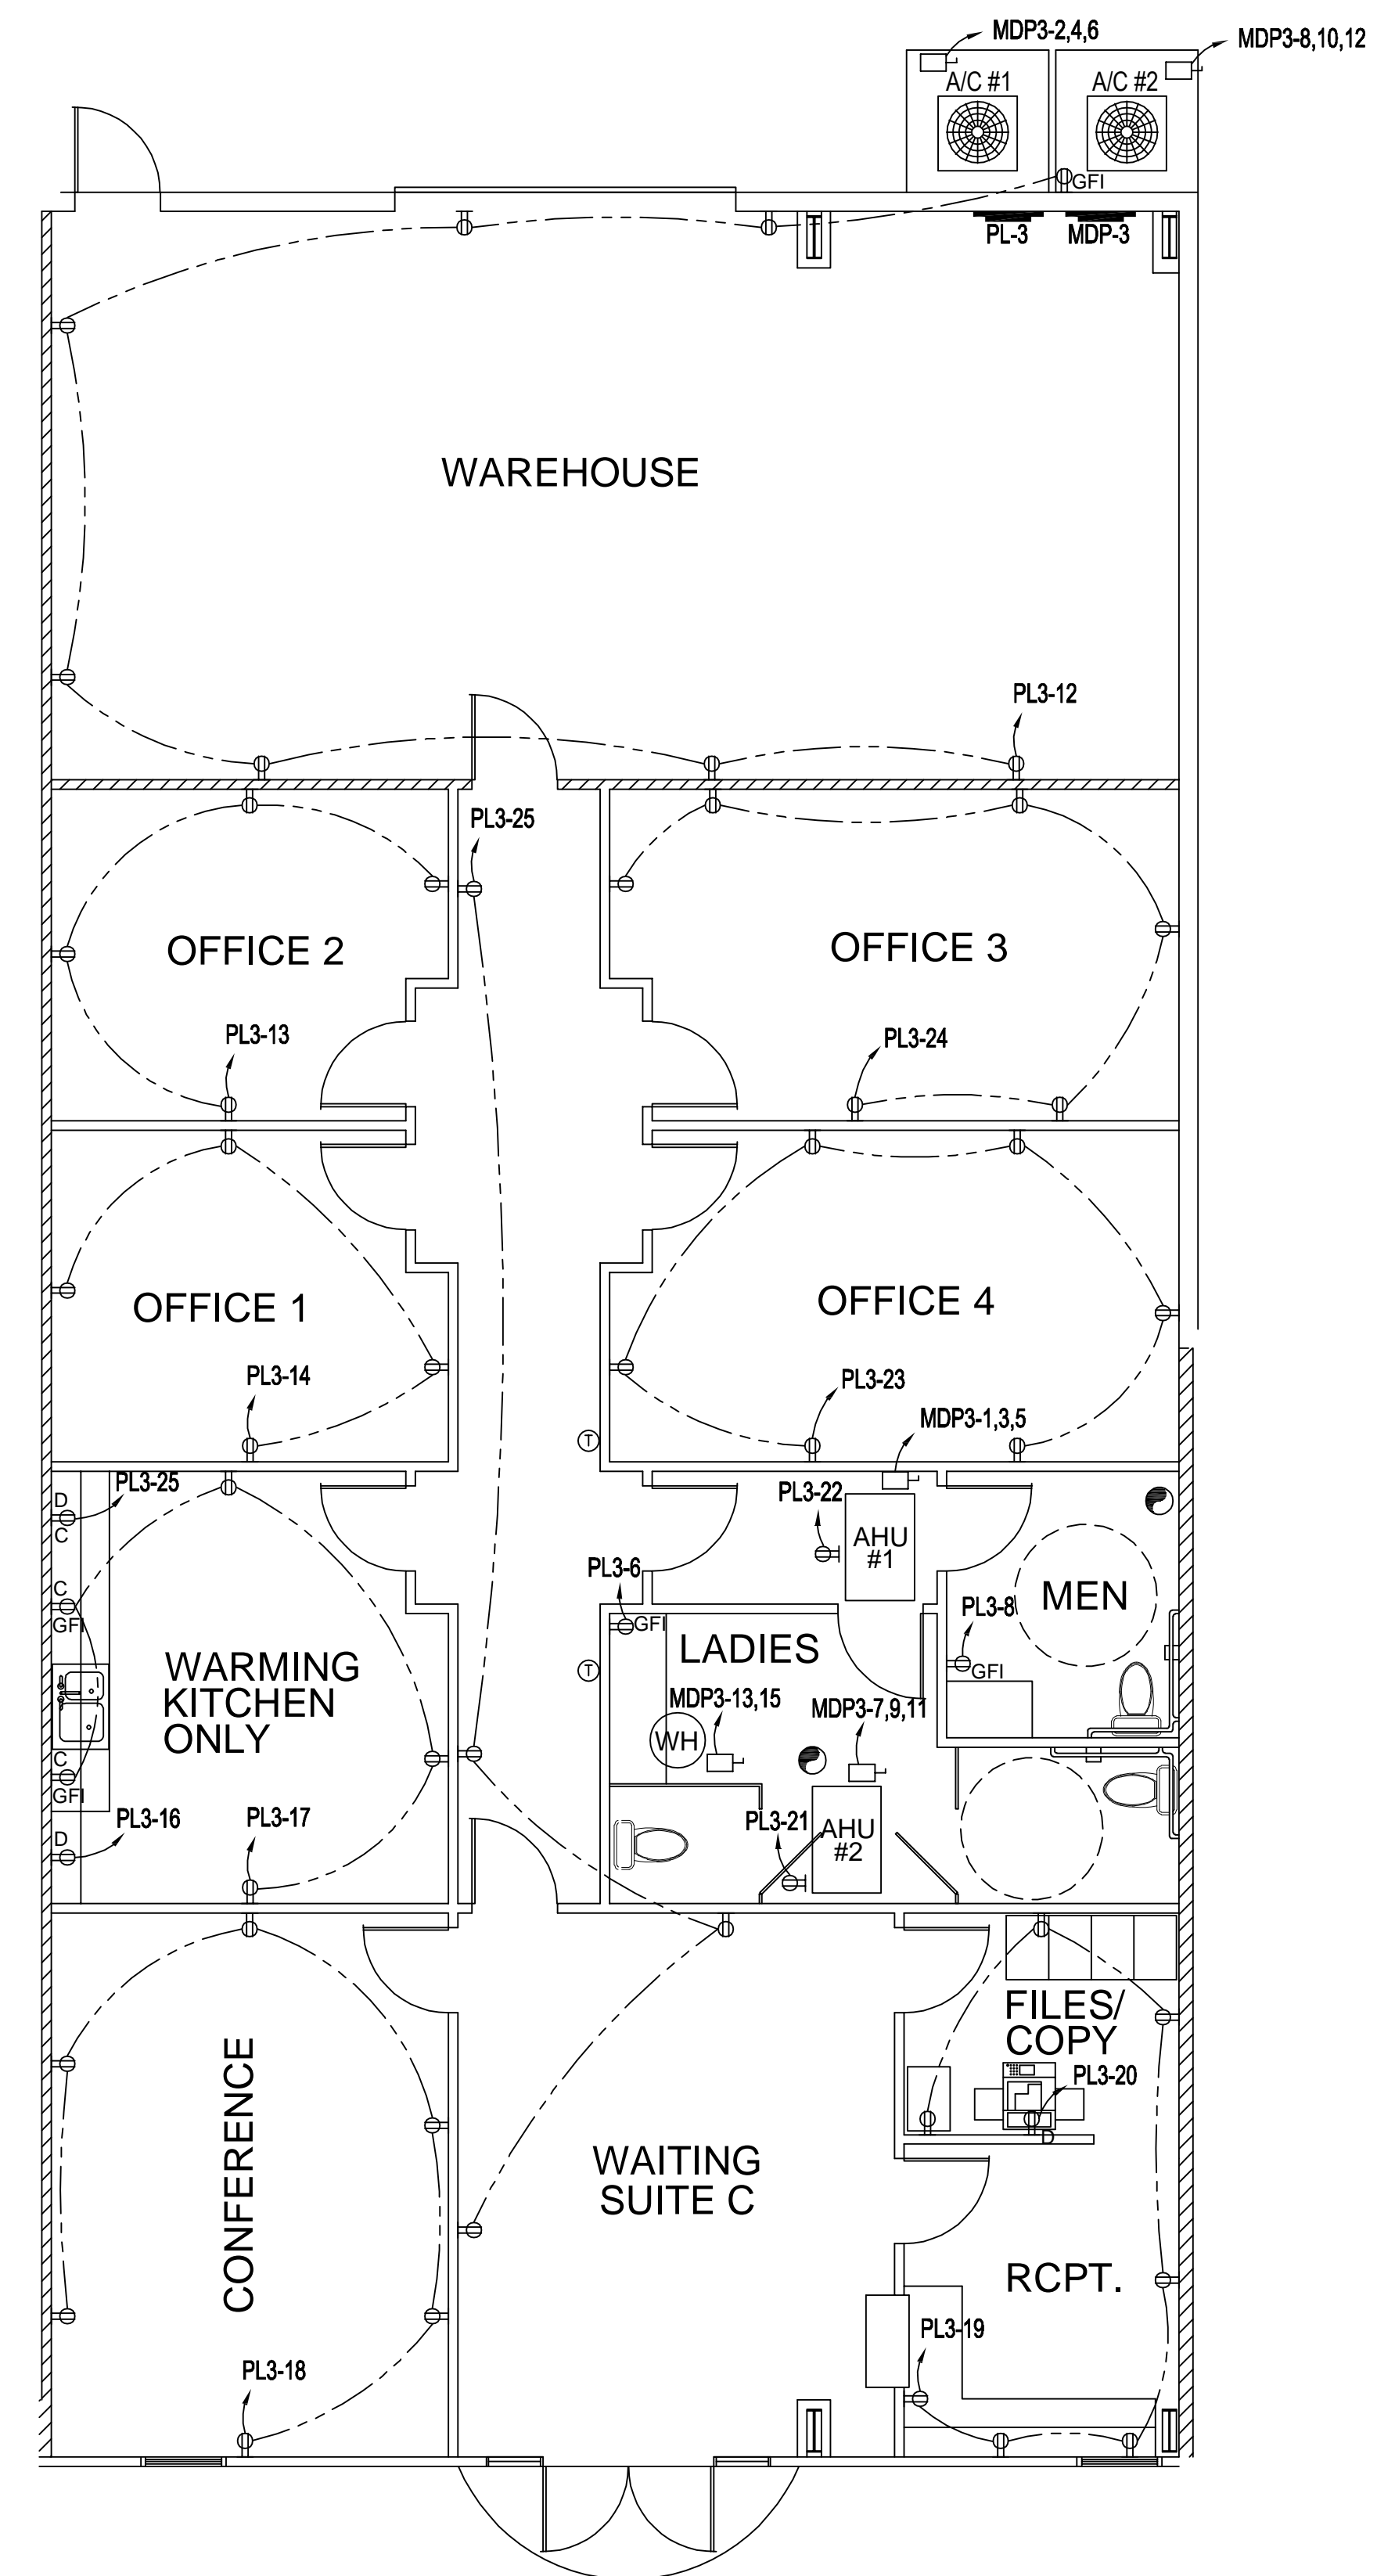 MDP3-2,4,6
MDP3-8,10,12
A/C #1
A/C #2
GFI
PL-3
MDP-3
WAREHOUSE
PL3-12
PL3-25
OFFICE 2
OFFICE 3
PL3-13
PL3-24
OFFICE 1
OFFICE 4
PL3-14
PL3-23
MDP3-1,3,5
T
PL3-25
D
C
PL3-22
AHU
#1
PL3-6
GFI
C
GFI
MEN
PL3-8
GFI
LADIES
WARMING
KITCHEN
ONLY
T
MDP3-13,15
MDP3-7,9,11
WH
C
GFI
PL3-16
D
PL3-17
PL3-21
AHU
#2
FILES/
COPY
PL3-20
D
CONFERENCE
WAITING
SUITE C
RCPT.
PL3-19
PL3-18